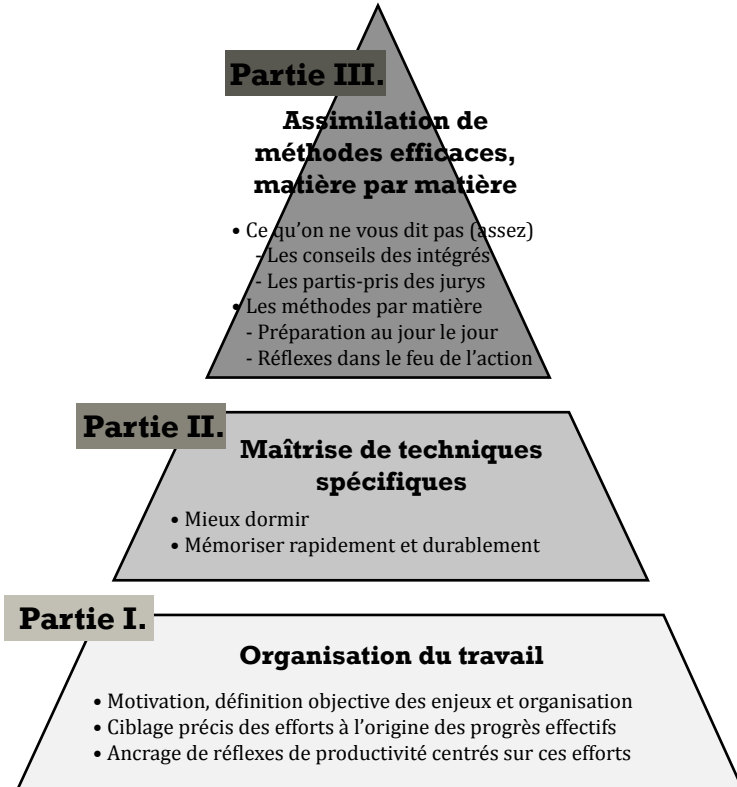 Partie III.
Assimilation de
méthodes efficaces,
matière par matière
• Ce qu’on ne vous dit pas (assez)
- Les conseils des intégrés
- Les partis-pris des jurys
• Les méthodes par matière
- Préparation au jour le jour
- Réflexes dans le feu de l’action
Partie II.
Maîtrise de techniques
spécifiques
• Mieux dormir
• Mémoriser rapidement et durablement
Partie I.
Organisation du travail
• Motivation, définition objective des enjeux et organisation
• Ciblage précis des efforts à l’origine des progrès effectifs
• Ancrage de réflexes de productivité centrés sur ces efforts